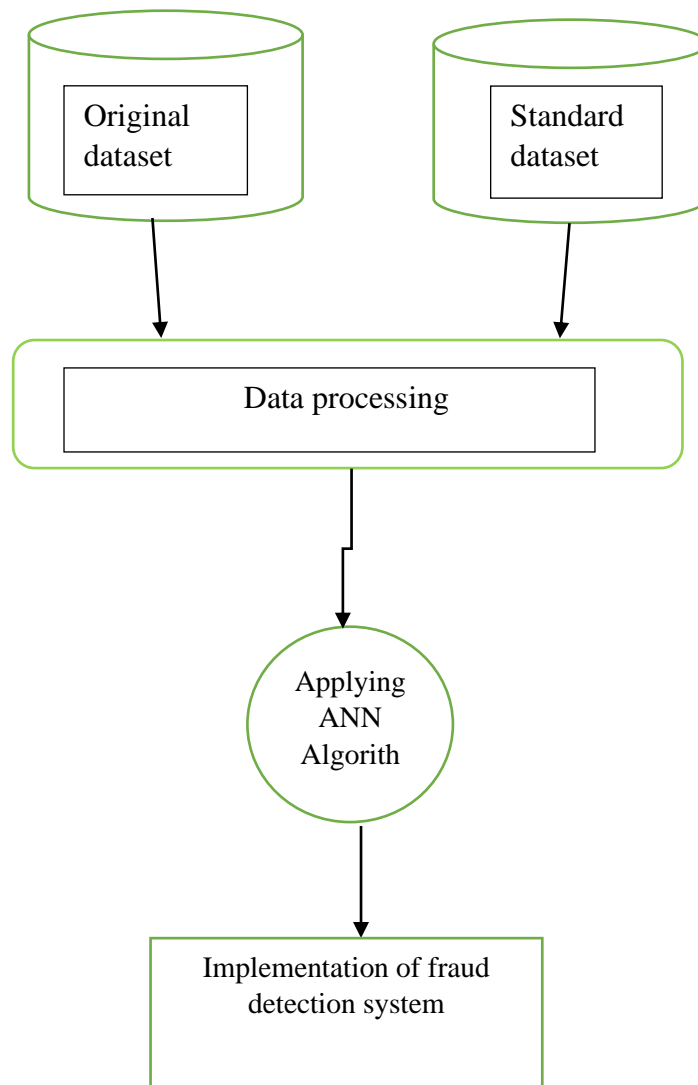 Original
dataset
Standard
dataset
Data processing
Applying
ANN
Algorith
Implementation of fraud
detection system